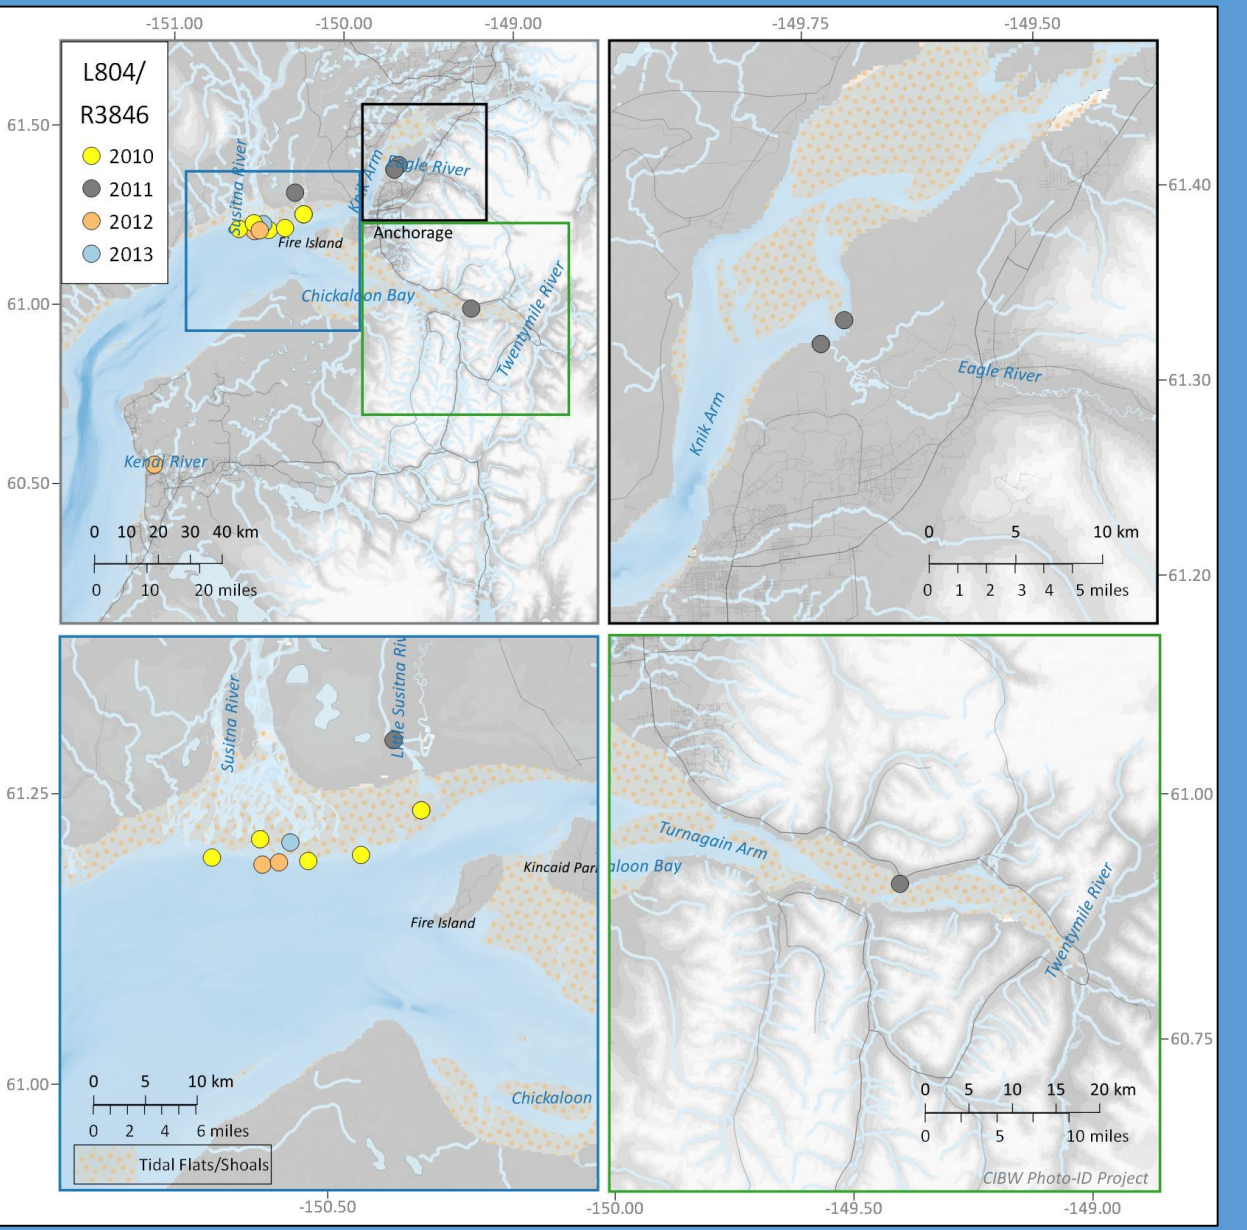 -151.00 -150.00 -149.00
-149.75 -149.50
L804/
R3846
2010
2011
2012
2013
61.50
61.00
60.50
Susitna River
Knik Arm
Eagle River
Anchorage
Fire Island
Chickaloon Bay
Twentymile River
Kenai River
0 10 20 30 40 km
0 10 20 miles
61.40
61.30
61.20
Eagle River
Knik Arm
0 5 10 km
0 1 2 3 4 5 miles
Susitna River
Little Susitna Riv
61.25
61.00
Kincaid Par
Fire Island
Chickaloon
0 5 10 km
0 2 4 6 miles
Tidal Flats/Shoals
-150.50
Turnagain Arm
aloon Bay
Twentymile River
61.00
60.75
0 5 10 15 20 km
0 5 10 miles
CIBW Photo-ID Project
-150.00 -149.50 -149.00